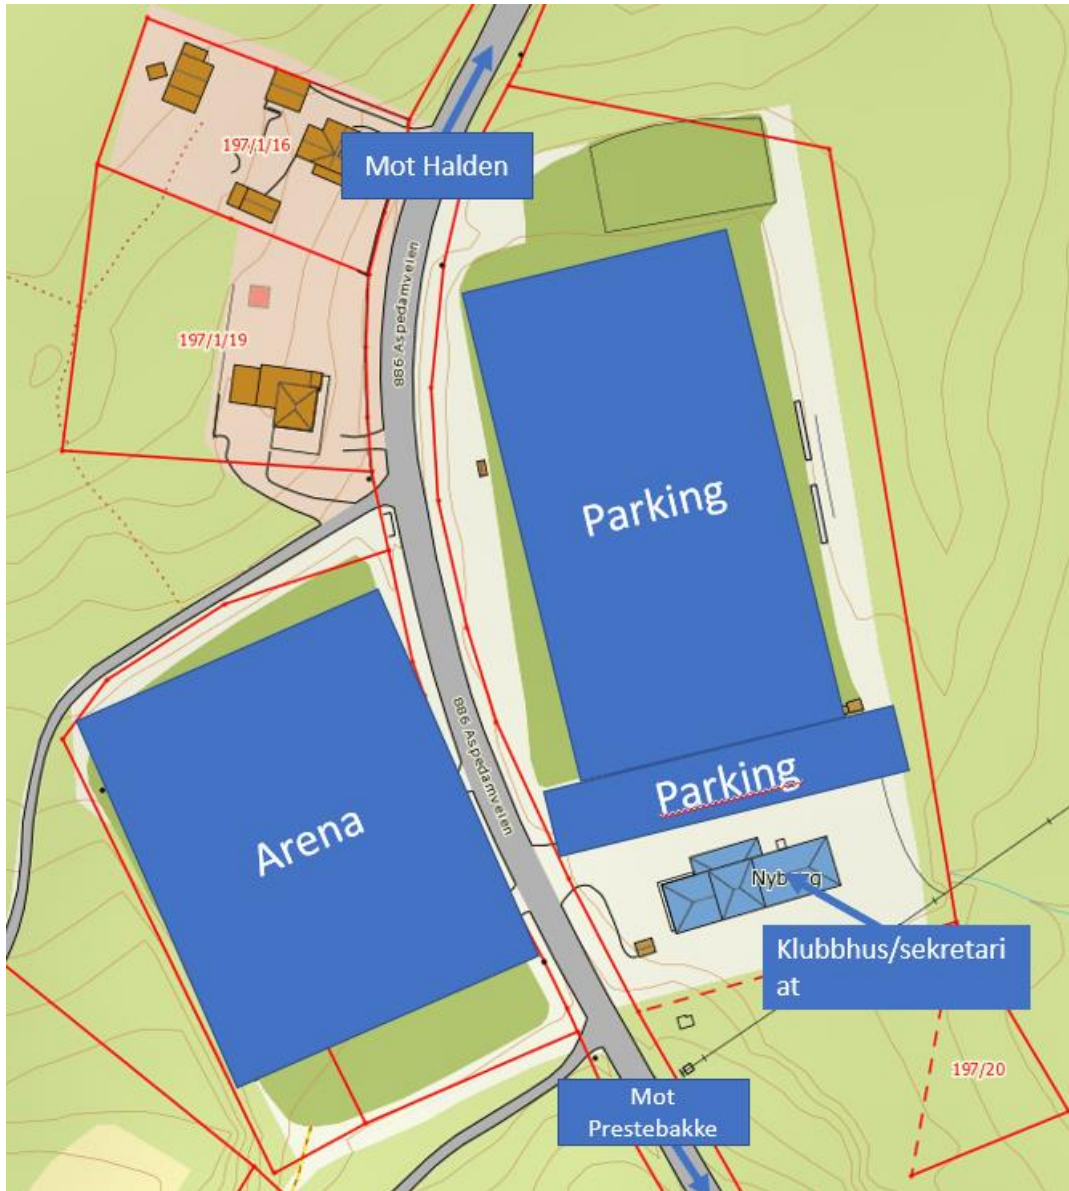 197/1/16
Mot Halden
886 Aspedamveien
197/1/19
Parking
886 Aspedamveien
Parking
Arena
Klubbhus/sekretari
at
197/20
Mot
Prestebakke